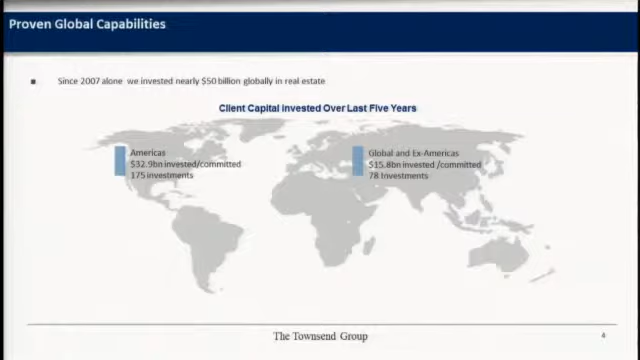 Proven Global Capabilities
Since 2007 alone we invested nearly $50 billion globally in real estate
Client Capital Invested Over Last Five Years
Americas
$32.9bn invested/committed
175 investments
Global and Ex-Americas
$15.8bn invested /committed
78 Investments
The Townsend Group
4